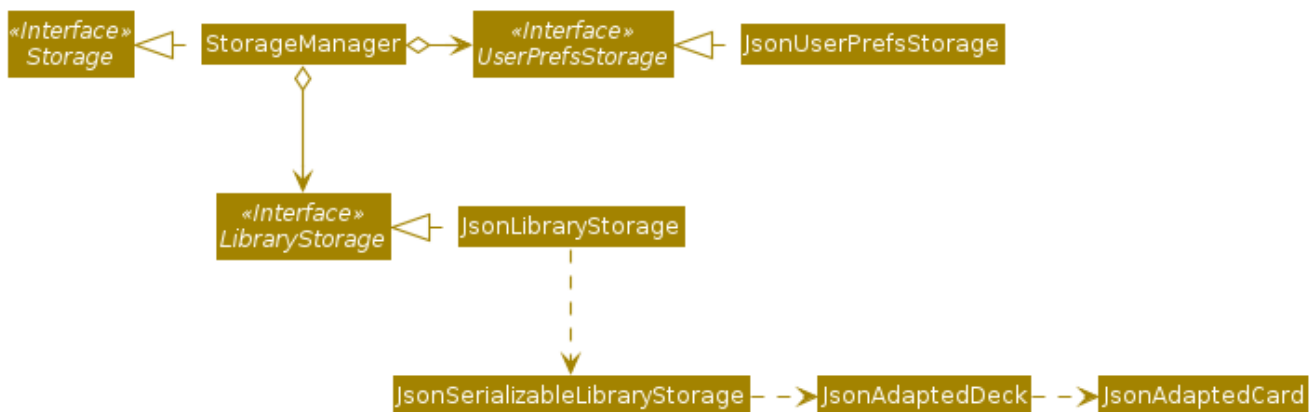 «Interface»
Storage
StorageManager
«Interface»
UserPrefsStorage
JsonUserPrefsStorage
«Interface»
LibraryStorage
JsonLibraryStorage
JsonSerializableLibraryStorage
JsonAdaptedDeck
JsonAdaptedCard